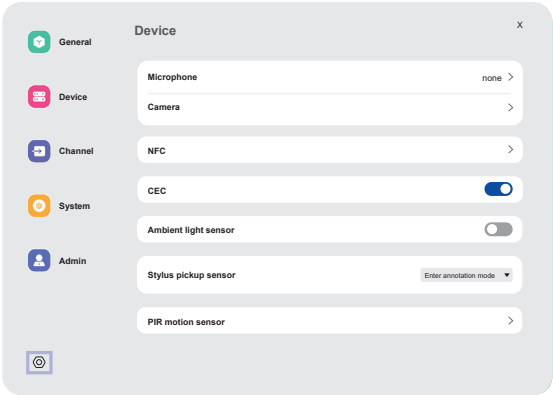 Device
X
General
Device
Channel
System
Admin
Microphone
none
Camera
NFC
CEC
Ambient light sensor
Stylus pickup sensor
Enter annotation mode
PIR motion sensor